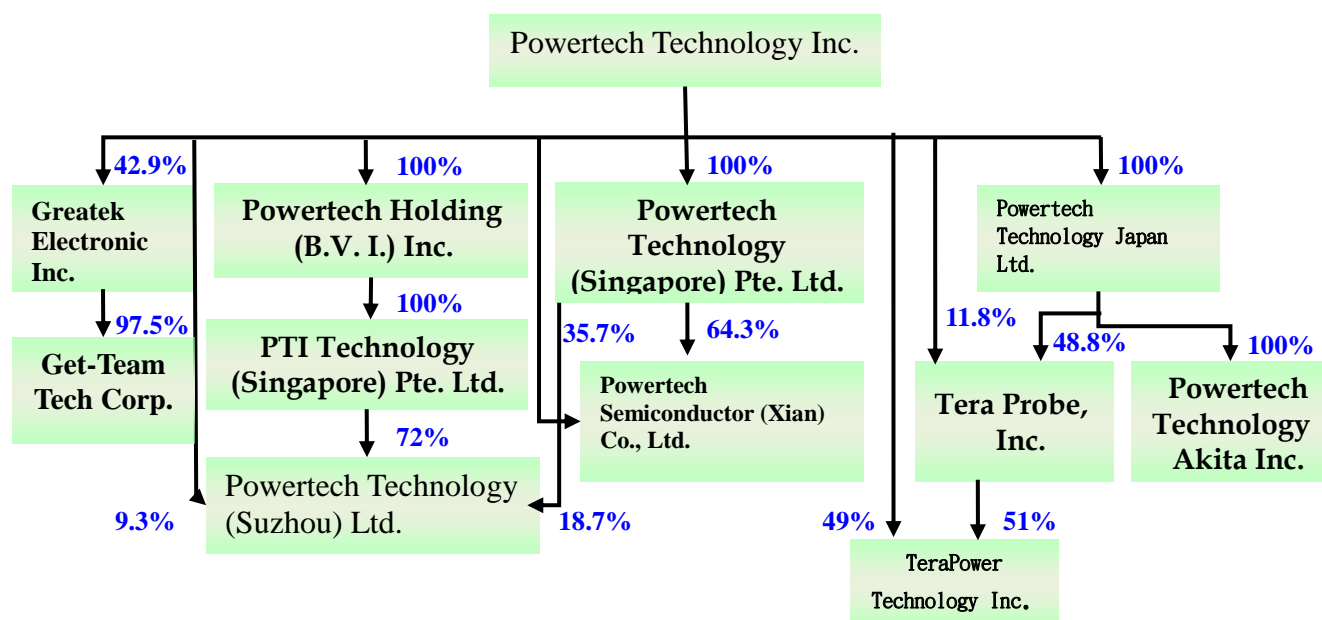 Powertech Technology Inc.
42.9%
100%
100%
100%
Greatek
Electronic
Inc.
Powertech Holding
(B.V. I.) Inc.
Powertech
Technology
(Singapore) Pte. Ltd.
Powertech
Technology Japan
Ltd.
97.5%
100%
35.7%
64.3%
11.8%
48.8%
100%
Get-Team
Tech Corp.
PTI Technology
(Singapore) Pte. Ltd.
Powertech
Semiconductor (Xian)
Co., Ltd.
Tera Probe,
Inc.
Powertech
Technology
Akita Inc.
72%
Powertech Technology
(Suzhou) Ltd.
9.3%
18.7%
49%
51%
TeraPower
Technology Inc.